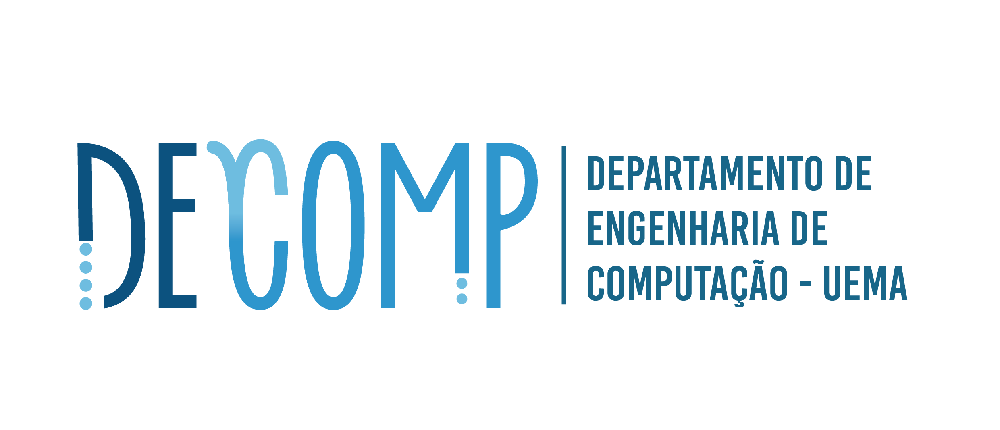 DECOMP
DEPARTAMENTO DE
ENGENHARIA DE
COMPUTAÇÃO - UEMA